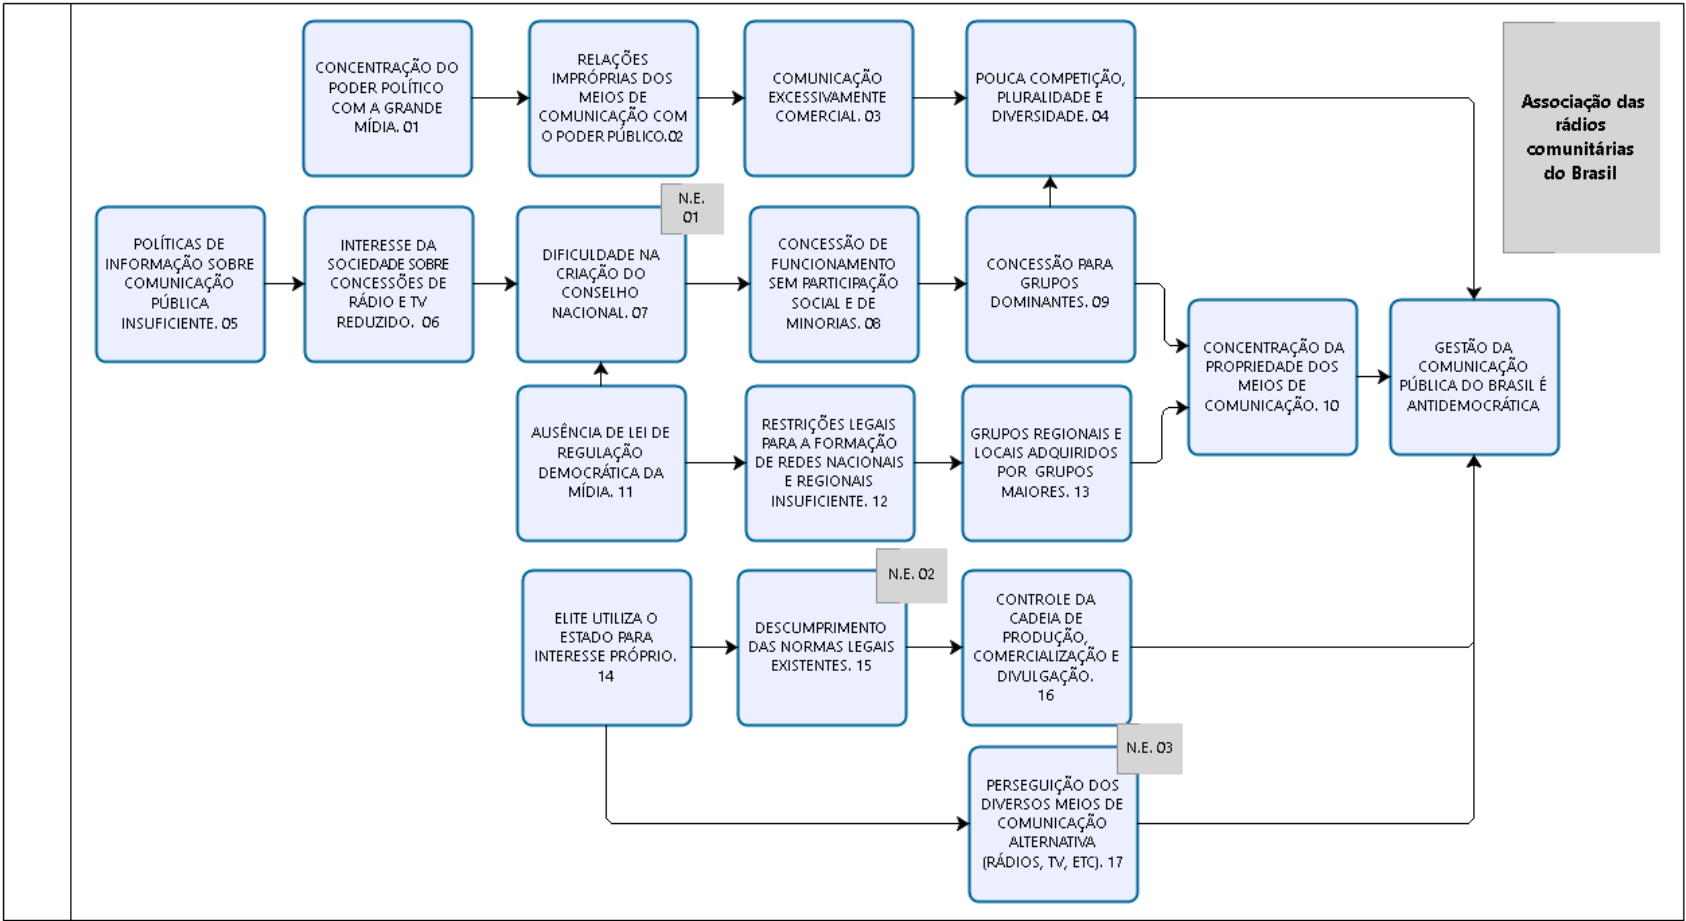 CONCENTRAÇÃO DO
PODER POLÍTICO
COM A GRANDE
MÍDIA. 01
RELAÇÕES
IMPRÓPRIAS DOS
MEIOS DE
COMUNICAÇÃO COM
O PODER PÚBLICO.02
COMUNICAÇÃO
EXCESSIVAMENTE
COMERCIAL. 03
POUCA COMPETIÇÃO,
PLURALIDADE E
DIVERSIDADE. 04
Associação das
rádios
comunitárias
do Brasil
POLÍTICAS DE
INFORMAÇÃO SOBRE
COMUNICAÇÃO
PÚBLICA
INSUFICIENTE. 05
INTERESSE DA
SOCIEDADE SOBRE
CONCESSÕES DE
RÁDIO E TV
REDUZIDO. 06
N.E.
01
DIFICULDADE NA
CRIAÇÃO DO
CONSELHO
NACIONAL. 07
CONCESSÃO DE
FUNCIONAMENTO
SEM PARTICIPAÇÃO
SOCIAL E DE
MINORIAS. 08
CONCESSÃO PARA
GRUPOS
DOMINANTES. 09
CONCENTRAÇÃO DA
PROPRIEDADE DOS
MEIOS DE
COMUNICAÇÃO. 10
GESTÃO DA
COMUNICAÇÃO
PÚBLICA DO BRASIL É
ANTIDEMOCRÁTICA
AUSÊNCIA DE LEI DE
REGULAÇÃO
DEMOCRÁTICA DA
MÍDIA. 11
RESTRIÇÕES LEGAIS
PARA A FORMAÇÃO
DE REDES NACIONAIS
E REGIONAIS
INSUFICIENTE. 12
GRUPOS REGIONAIS E
LOCAIS ADQUIRIDOS
POR GRUPOS
MAIORES. 13
ELITE UTILIZA O
ESTADO PARA
INTERESSE PRÓPRIO.
14
N.E. 02
DESCUMPRIMENTO
DAS NORMAS LEGAIS
EXISTENTES. 15
CONTROLE DA
CADEIA DE
PRODUÇÃO,
COMERCIALIZAÇÃO E
DIVULGAÇÃO.
16
N.E. 03
PERSEGUIÇÃO DOS
DIVERSOS MEIOS DE
COMUNICAÇÃO
ALTERNATIVA
(RÁDIOS, TV, ETC). 17